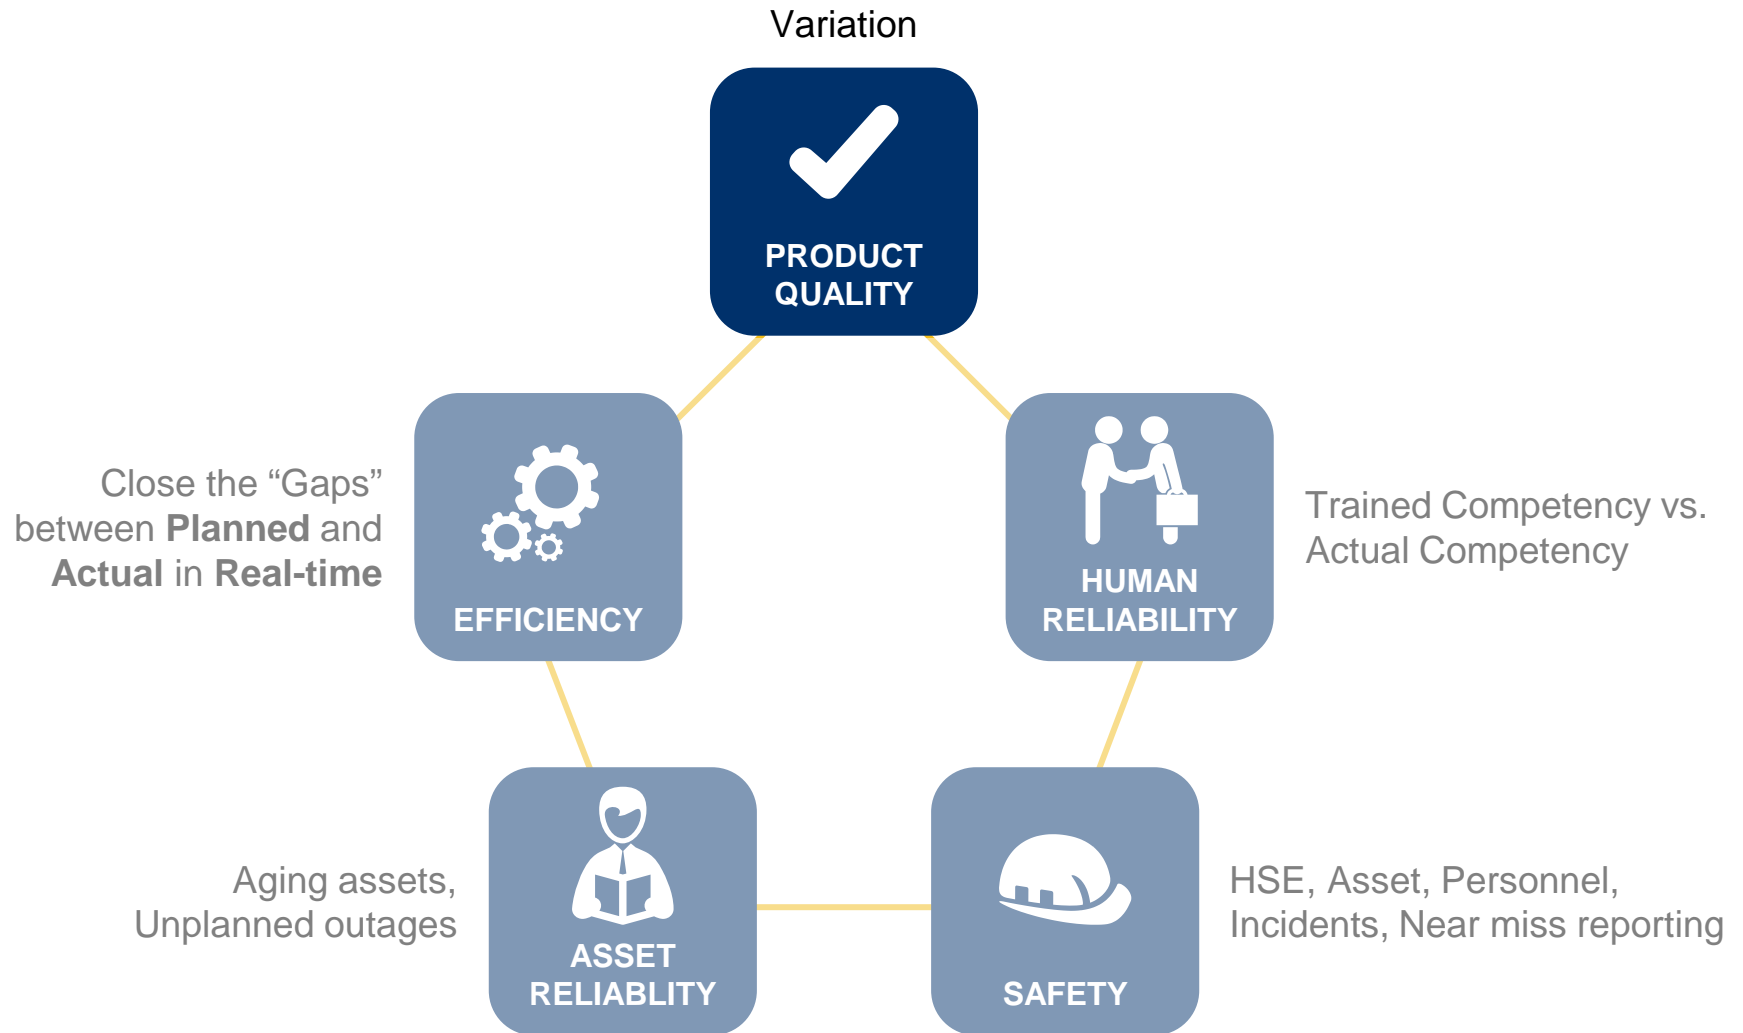 Variation
PRODUCT
QUALITY
Close the “Gaps”
between Planned and
Actual in Real-time
EFFICIENCY
HUMAN
RELIABILITY
Trained Competency vs.
Actual Competency
Aging assets,
Unplanned outages
ASSET
RELIABLITY
SAFETY
HSE, Asset, Personnel,
Incidents, Near miss reporting